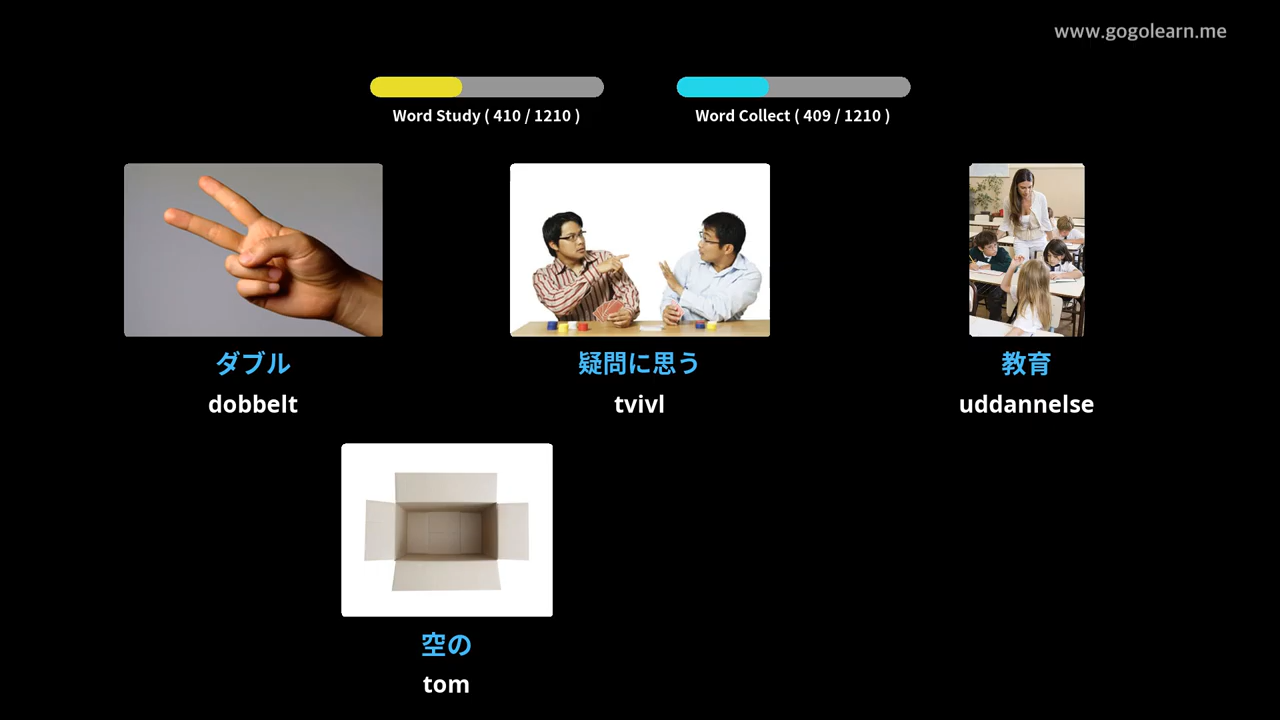 www.gogolearn.me
Word Study ( 410 / 1210 )
Word Collect ( 409 / 1210 )
ダブル
dobbelt
疑問に思う
tvivl
教育
uddannelse
空の
tom